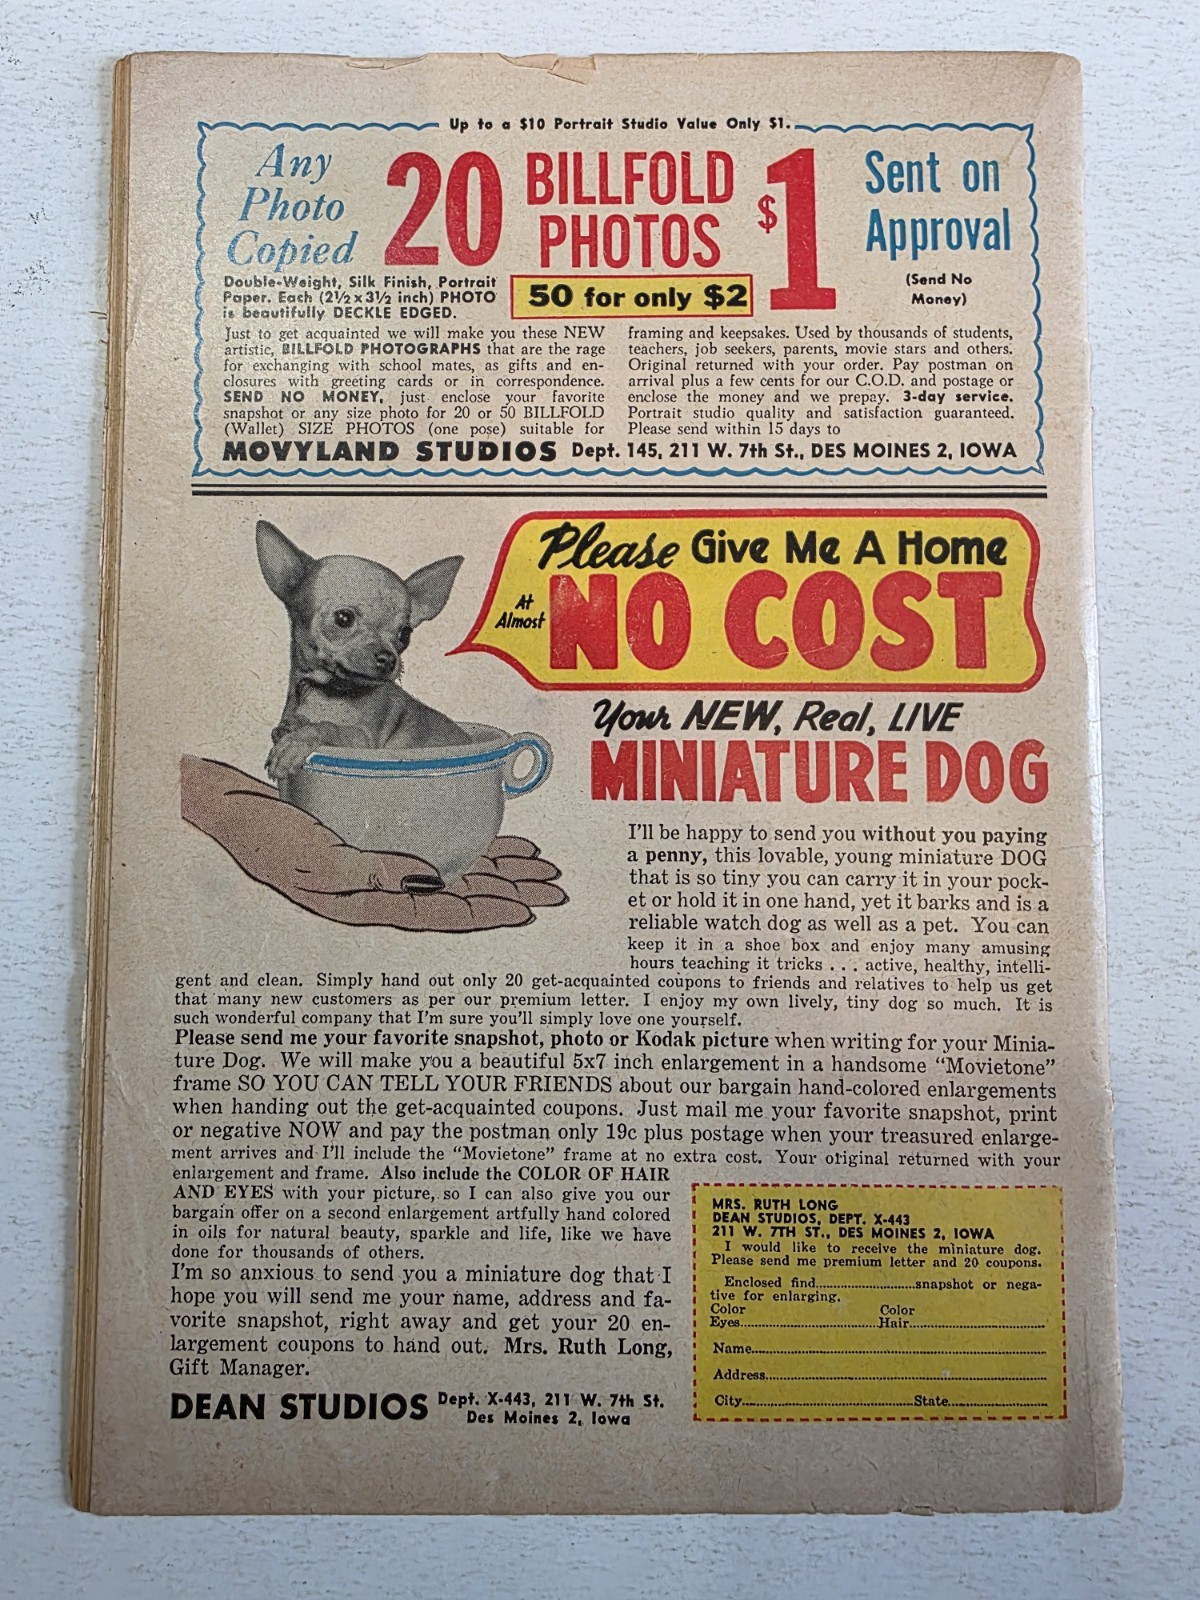 Up to a $10 Portrait Studio Value Only $1.
Any
Photo
Copied
20
BILLFOLD
PHOTOS
$1
50 for only $2
Sent on
Approval
(Send No
Money)
Double-Weight, Silk Finish, Portrait
Paper. Each (2½ x 3½ inch) PHOTO
is beautifully DECKLE EDGED.
Just to get acquainted we will make you these NEW
artistic, BILLFOLD PHOTOGRAPHS that are the rage
for exchanging with school mates, as gifts and en-
closures with greeting cards or in correspondence.
SEND NO MONEY, just enclose your favorite
snapshot or any size photo for 20 or 50 BILLFOLD
(Wallet) SIZE PHOTOS (one pose) suitable for
framing and keepsakes. Used by thousands of students,
teachers, job seekers, parents, movie stars and others.
Original returned with your order. Pay postman on
arrival plus a few cents for our C.O.D. and postage or
enclose the money and we prepay. 3-day service.
Portrait studio quality and satisfaction guaranteed.
Please send within 15 days to
MOVYLAND STUDIOS Dept. 145, 211 W. 7th St., DES MOINES 2, IOWA
Please Give Me A Home
At
Almost
NO COST
Your NEW, Real, LIVE
MINIATURE DOG
I'll be happy to send you without you paying
a penny, this lovable, young miniature DOG
that is so tiny you can carry it in your pock-
et or hold it in one hand, yet it barks and is a
reliable watch dog as well as a pet. You can
keep it in a shoe box and enjoy many amusing
hours teaching it tricks . . . active, healthy, intelli-
gent and clean. Simply hand out only 20 get-acquainted coupons to friends and relatives to help us get
that many new customers as per our premium letter. I enjoy my own lively, tiny dog so much. It is
such wonderful company that I'm sure you'll simply love one yourself.
Please send me your favorite snapshot, photo or Kodak picture when writing for your Minia-
ture Dog. We will make you a beautiful 5x7 inch enlargement in a handsome “Movietone”
frame SO YOU CAN TELL YOUR FRIENDS about our bargain hand-colored enlargements
when handing out the get-acquainted coupons. Just mail me your favorite snapshot, print
or negative NOW and pay the postman only 19c plus postage when your treasured enlarge-
ment arrives and I'll include the “Movietone” frame at no extra cost. Your original returned with your
enlargement and frame. Also include the COLOR OF HAIR
AND EYES with your picture, so I can also give you our
bargain offer on a second enlargement artfully hand colored
in oils for natural beauty, sparkle and life, like we have
done for thousands of others.
I'm so anxious to send you a miniature dog that I
hope you will send me your name, address and fa-
vorite snapshot, right away and get your 20 en-
largement coupons to hand out. Mrs. Ruth Long,
Gift Manager.
DEAN STUDIOS Dept. X-443, 211 W. 7th St.
Des Moines 2, Iowa
MRS. RUTH LONG
DEAN STUDIOS, DEPT. X-443
211 W. 7TH ST., DES MOINES 2, IOWA
I would like to receive the miniature dog.
Please send me premium letter and 20 coupons.
Enclosed find........................snapshot or nega-
tive for enlarging.
Color Color
Eyes.................................Hair.................................
Name........................................................................
Address.....................................................................
City...........................................State........................